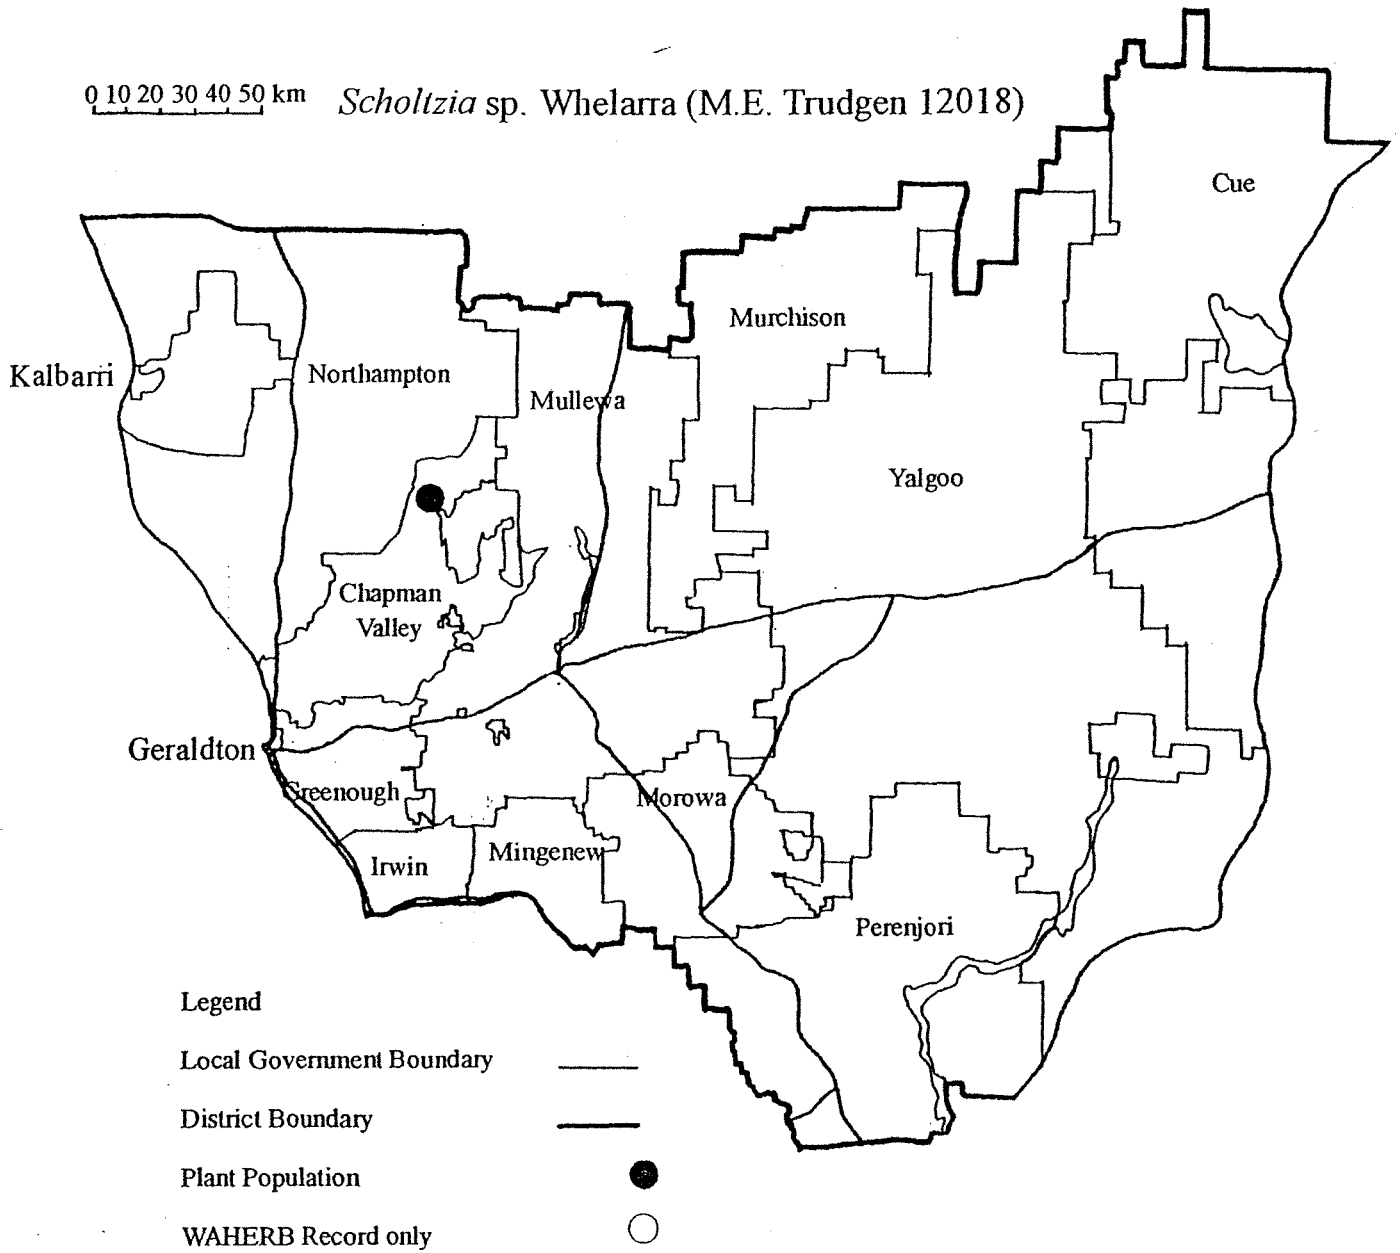 0 10 20 30 40 50 km
Scholtzia sp. Whelarra (M.E. Trudgen 12018)
Cue
Murchison
Kalbarri
Northampton
Mullewa
Yalgoo
Chapman
Valley
Geraldton
Greenough
Morowa
Irwin
Mingenew
Perenjori
Legend
Local Government Boundary
District Boundary
Plant Population
WAHERB Record only